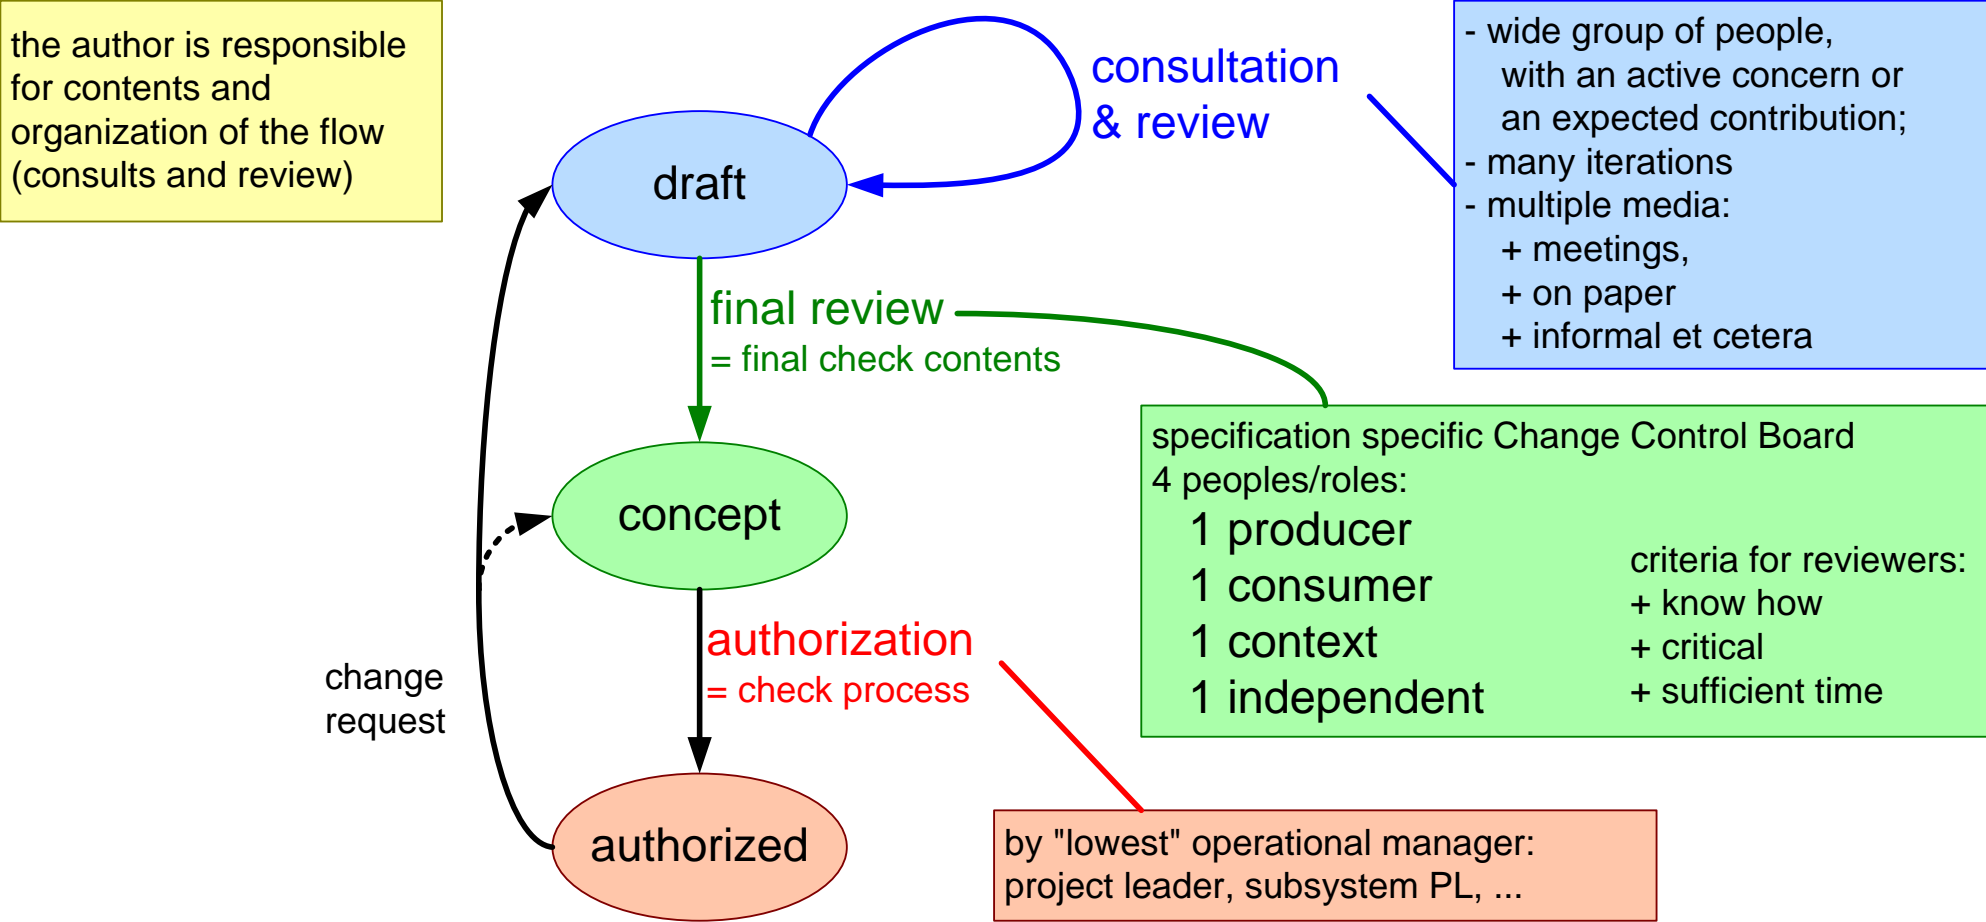 the author is responsible
for contents and
organization of the flow
(consults and review)
draft
consultation
& review
- wide group of people,
with an active concern or
an expected contribution;
- many iterations
- multiple media:
+ meetings,
+ on paper
+ informal et cetera
final review
= final check contents
specification specific Change Control Board
4 peoples/roles:
1 producer
1 consumer
1 context
1 independent
criteria for reviewers:
+ know how
+ critical
+ sufficient time
concept
authorization
= check process
change
request
authorized
by "lowest" operational manager:
project leader, subsystem PL, ...